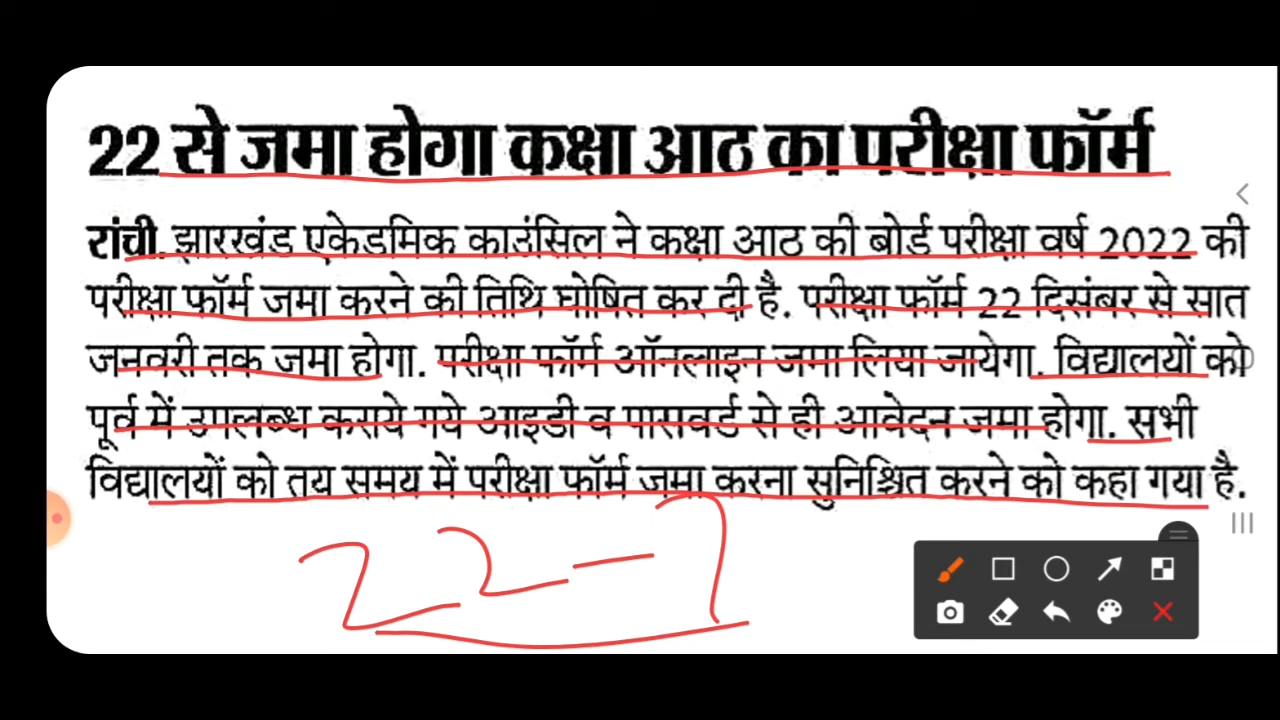 22 से जमा होगा कक्षा आठ का परीक्षा फॉर्म
रांची. झारखंड एकेडमिक काउंसिल ने कक्षा आठ की बोर्ड परीक्षा वर्ष 2022 की
परीक्षा फॉर्म जमा करने की तिथि घोषित कर दी है. परीक्षा फॉर्म 22 दिसंबर से सात
जनवरी तक जमा होगा. परीक्षा फॉर्म ऑनलाइन जमा लिया जायेगा. विद्यालयों को
पूर्व में उपलब्ध कराये गये आइडी व पासवर्ड से ही आवेदन जमा होगा. सभी
विद्यालयों को तय समय में परीक्षा फॉर्म जमा करना सुनिश्चित करने को कहा गया है.
22-7